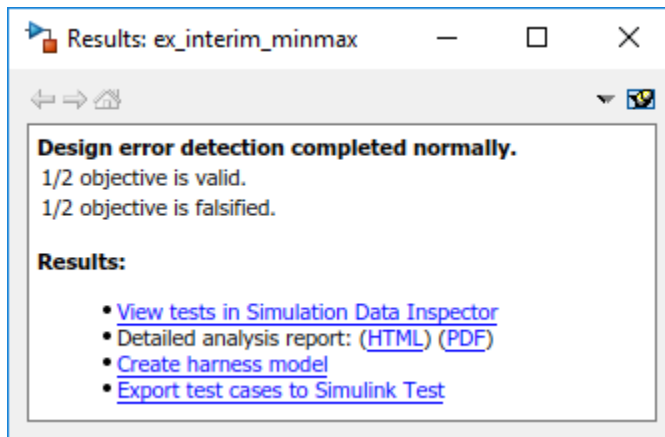 Results: ex_interim_minmax
Design error detection completed normally.
1/2 objective is valid.
1/2 objective is falsified.
Results:
• View tests in Simulation Data Inspector
• Detailed analysis report: (HTML) (PDF)
• Create harness model
• Export test cases to Simulink Test